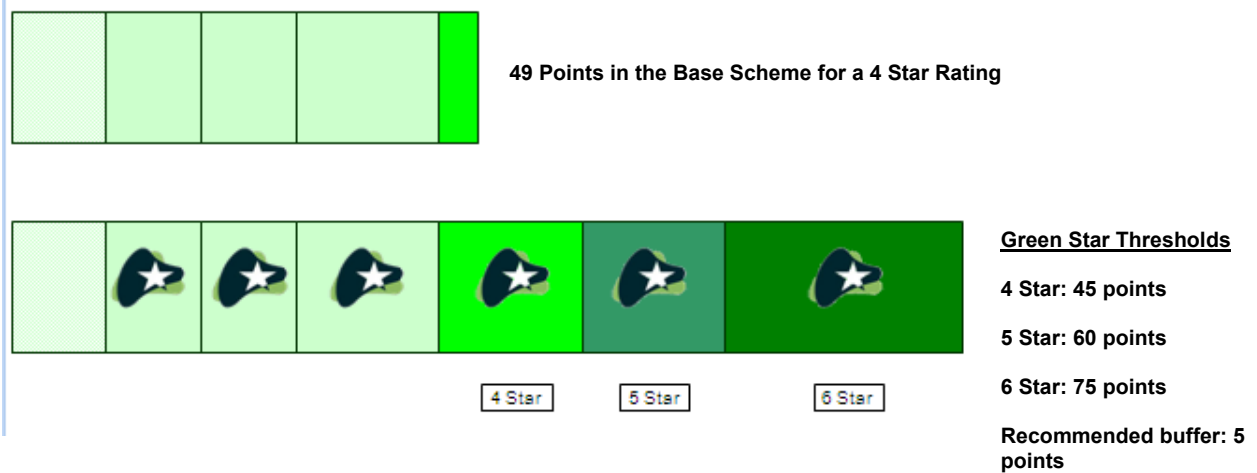 49 Points in the Base Scheme for a 4 Star Rating
Green Star Thresholds
4 Star: 45 points
5 Star: 60 points
6 Star: 75 points
4 Star
5 Star
6 Star
Recommended buffer: 5
points